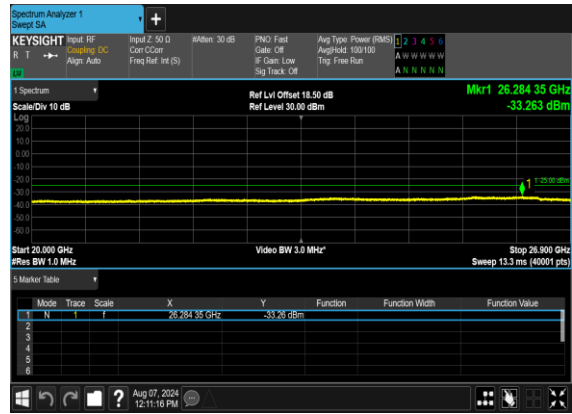 Spectrum Analyzer 1
Swept SA
+
KEYSIGHT Input: RF Input Z: 50 Ω #Atten: 30 dB PNO: Fast Avg Type: Power (RMS) 1 2 3 4 5 6
R T Coupling: DC Corr CCorr Gate: Off Avg|Hold: 100/100 A W W W W W
Align: Auto Freq Ref: Int (S) IF Gain: Low Trig: Free Run
Sig Track: Off A N N N N N
1 Spectrum Ref Lvl Offset 18.50 dB Mkr1 26.284 35 GHz
Scale/Div 10 dB Ref Level 30.00 dBm -33.263 dBm
Log
20.0
10.0
0.00
-10.0
-20.0 1 -25.00 dBm
-30.0
-40.0
-50.0
-60.0
Start 20.000 GHz Video BW 3.0 MHz* Stop 26.900 GHz
#Res BW 1.0 MHz Sweep 13.3 ms (40001 pts)
5 Marker Table
Mode Trace Scale X Y Function Function Width Function Value
1 N 1 f 26.284 35 GHz -33.26 dBm
2
3
4
5
6
? Aug 07, 2024
12:11:16 PM